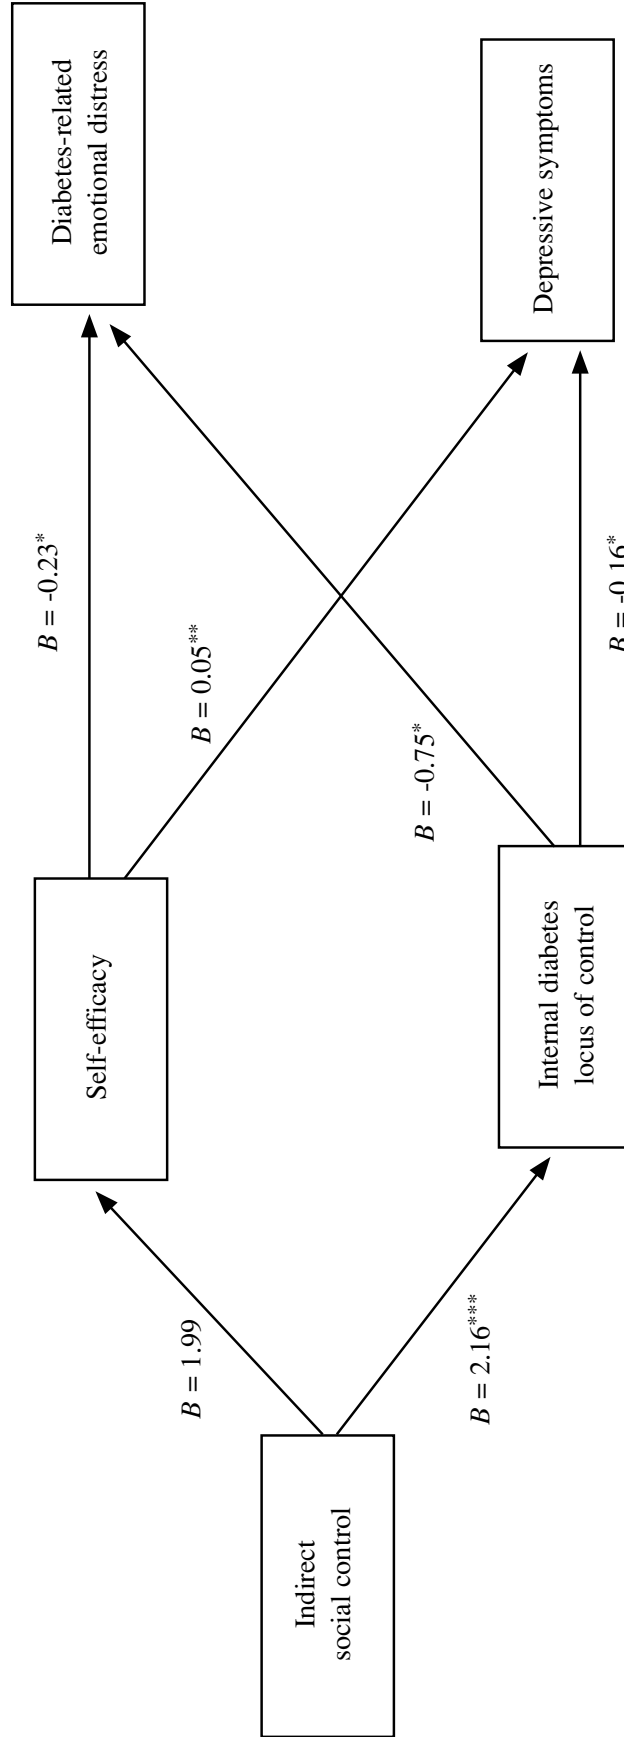 Diabetes-related
emotional distress
Depressive symptoms
B = -0.23*
B = 0.05**
B = -0.75*
B = -0.16*
Self-efficacy
Internal diabetes
locus of control
B = 1.99
B = 2.16***
Indirect
social control